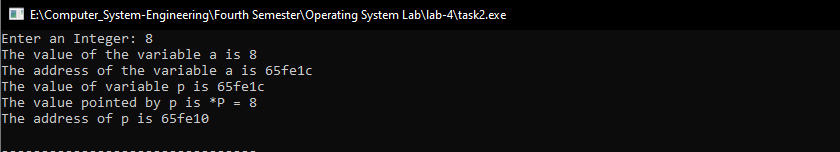 E:\Computer_System-Engineering\Fourth Semester\Operating System Lab\lab-4\task2.exe
Enter an Integer: 8
The value of the variable a is 8
The address of the variable a is 65fe1c
The value of variable p is 65fe1c
The value pointed by p is *P = 8
The address of p is 65fe10
--------------------------------